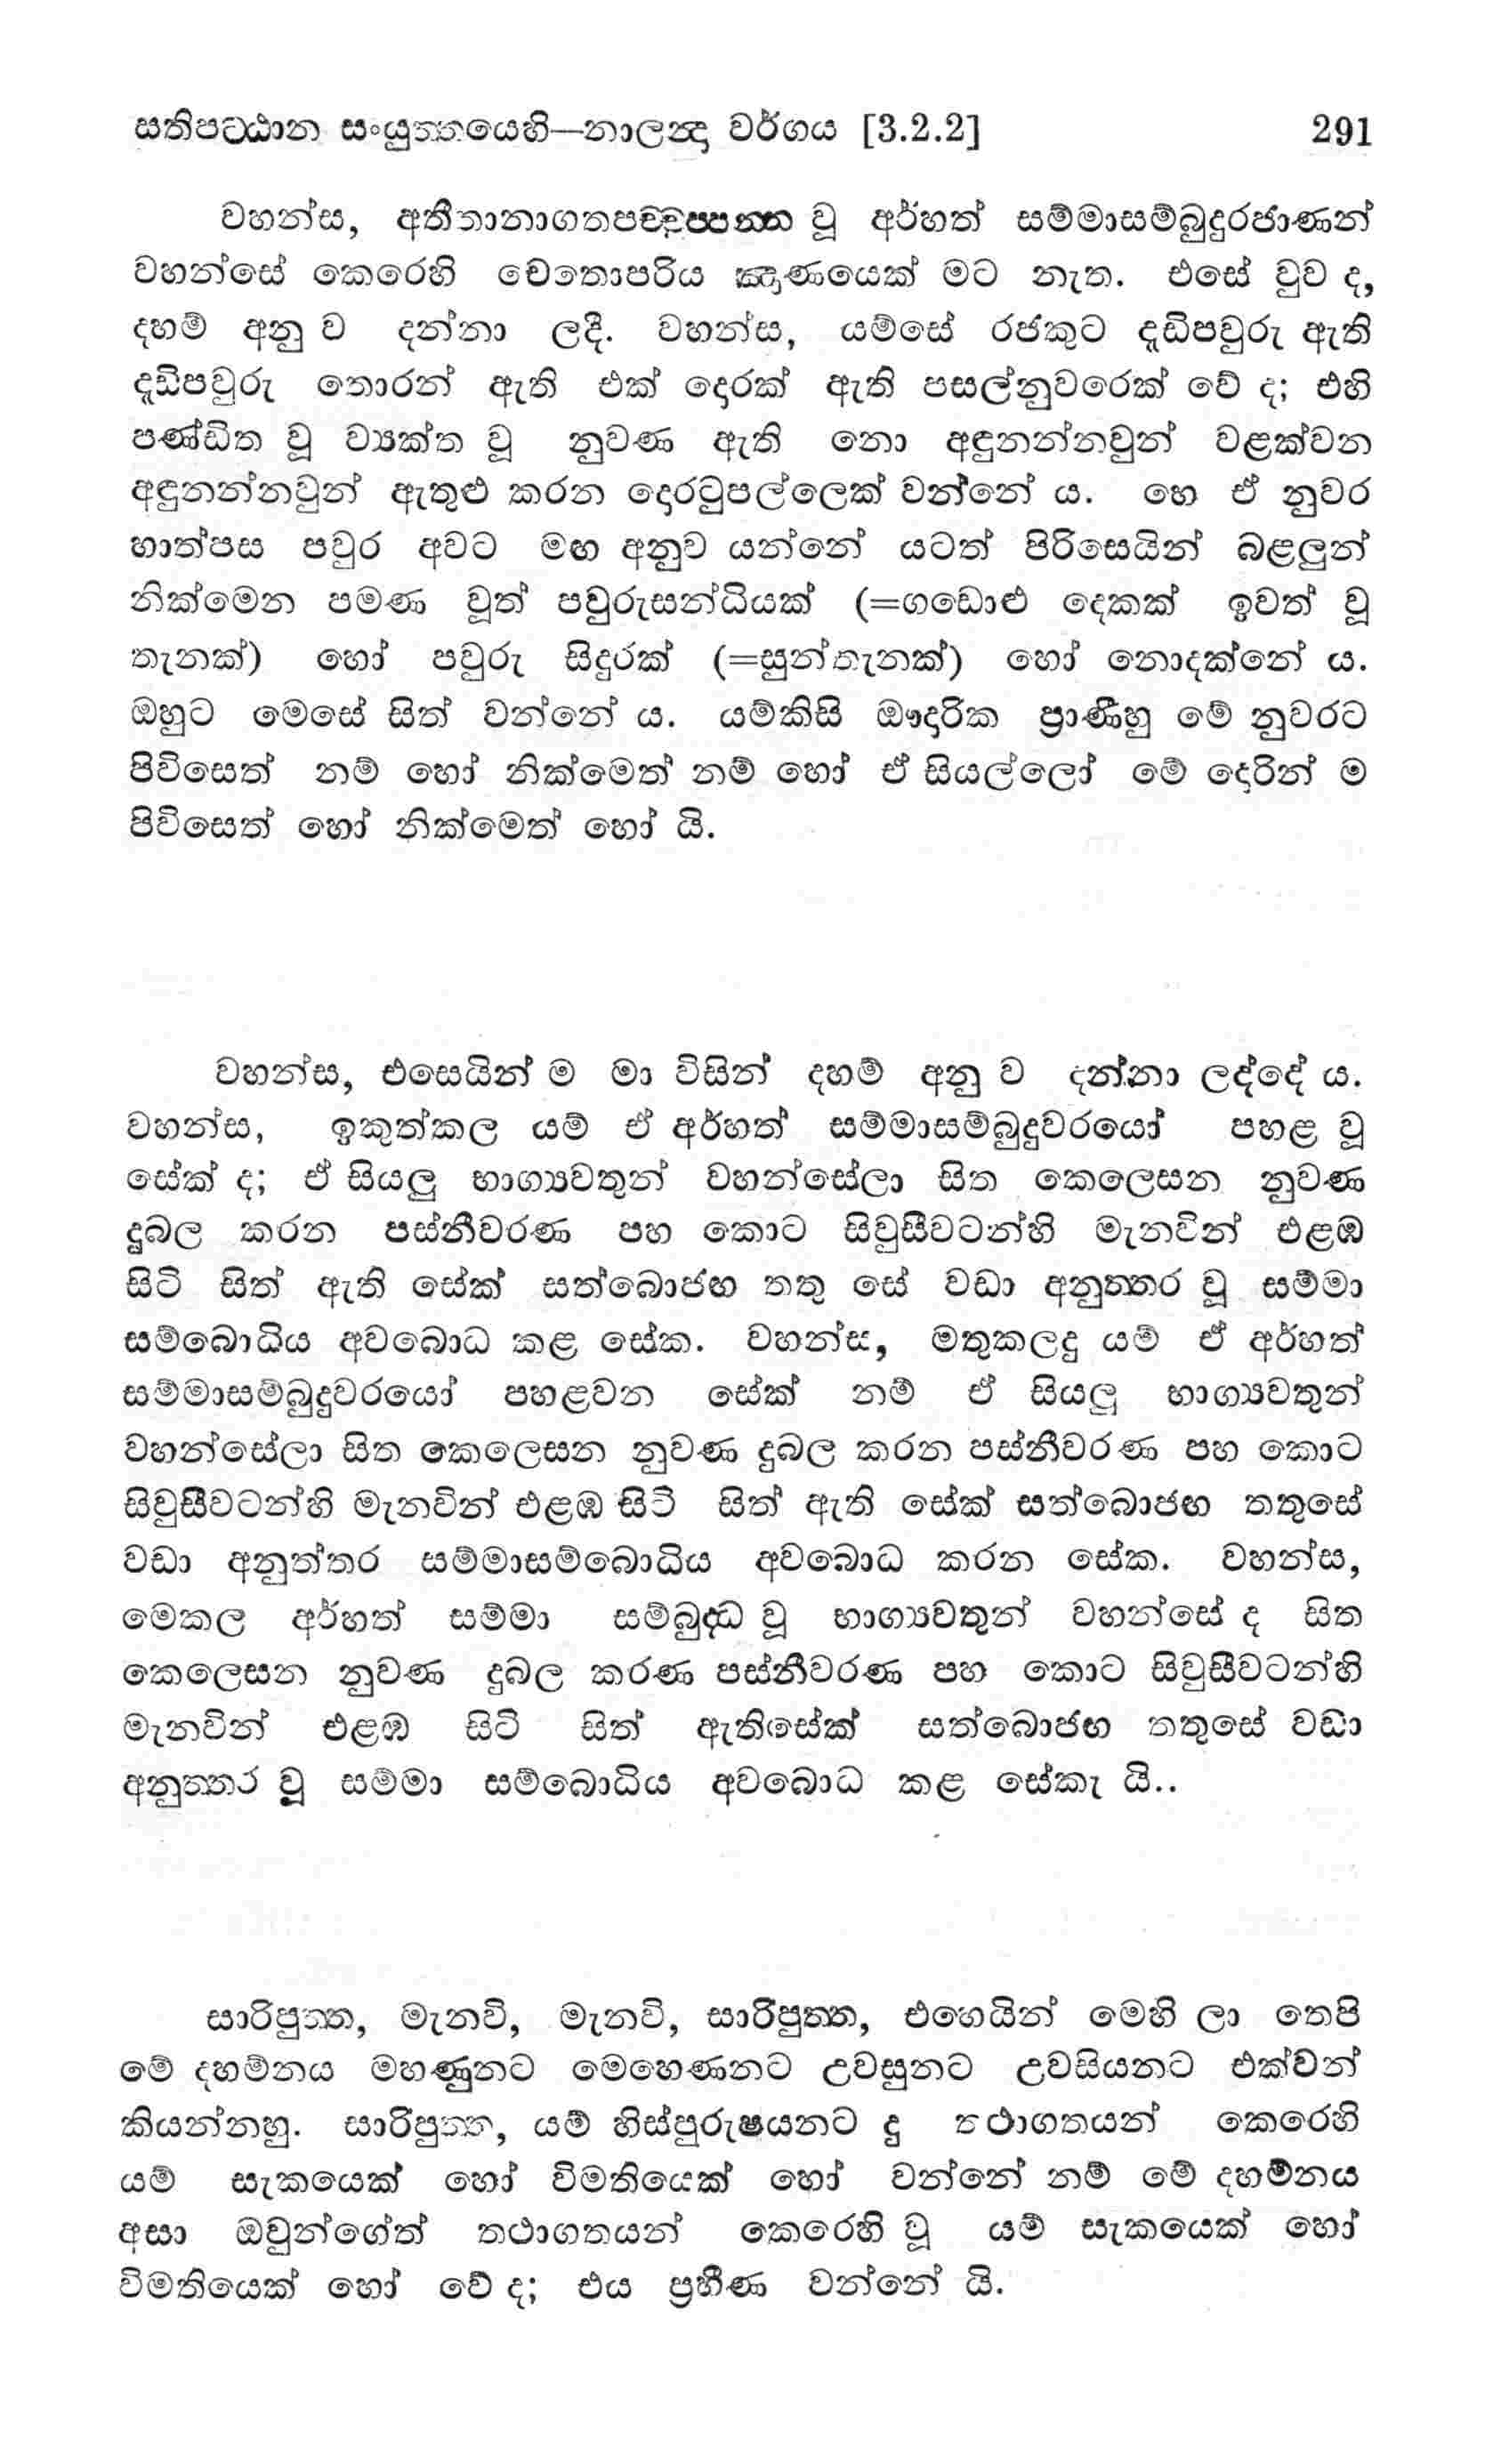 සතිපට්ඨාන සංයුත්තයෙහි—නාලන්දා වර්ගය [3.2.2] 291
වහන්ස, අතීතානාගතපච්චුප්පන්න වූ අර්හත් සම්මාසම්බුදුරජාණන්
වහන්සේ කෙරෙහි චෙතොපරිය ඤාණයෙක් මට නැත. එසේ වුව ද,
දහම් අනු ව දන්නා ලදී. වහන්ස, යම්සේ රජකුට දැඩිපවුරු ඇති
දැඩිපවුරු තොරන් ඇති එක් දොරක් ඇති පසල්නුවරෙක් වේ ද; එහි
පණ්ඩිත වූ ව්‍යක්ත වූ නුවණ ඇති නො අඳුනන්නවුන් වළක්වන
අඳුනන්නවුන් ඇතුළු කරන දොරටුපල්ලෙක් වන්නේ ය. හෙ ඒ නුවර
හාත්පස පවුර අවට මඟ අනුව යන්නේ යටත් පිරිසෙයින් බළලුන්
නික්මෙන පමණ වූත් පවුරුසන්ධියක් (=ගඩොළු දෙකක් ඉවත් වූ
තැනක්) හෝ පවුරු සිදුරක් (=සුන්තැනක්) හෝ නොදක්නේ ය.
ඔහුට මෙසේ සිත් වන්නේ ය. යම්කිසි ඖදාරික ප්‍රාණීහු මේ නුවරට
පිවිසෙත් නම් හෝ නික්මෙත් නම් හෝ ඒ සියල්ලෝ මේ දොරින් ම
පිවිසෙත් හෝ නික්මෙත් හෝ යි.
වහන්ස, එසෙයින් ම මා විසින් දහම් අනු ව දන්නා ලද්දේ ය.
වහන්ස, ඉකුත්කල යම් ඒ අර්හත් සම්මාසම්බුදුවරයෝ පහළ වූ
සේක් ද; ඒ සියලු භාග්‍යවතුන් වහන්සේලා සිත කෙලෙසන නුවණ
දුබල කරන පස්නීවරණ පහ කොට සිවුසීවටන්හි මැනවින් එළඹ
සිටි සිත් ඇති සේක් සත්බොජඟ තතු සේ වඩා අනුත්තර වූ සම්මා
සම්බොධිය අවබොධ කළ සේක. වහන්ස, මතුකලදු යම් ඒ අර්හත්
සම්මාසම්බුදුවරයෝ පහළවන සේක් නම් ඒ සියලු භාග්‍යවතුන්
වහන්සේලා සිත කෙලෙසන නුවණ දුබල කරන පස්නීවරණ පහ කොට
සිවුසීවටන්හි මැනවින් එළඹ සිටි සිත් ඇති සේක් සත්බොජඟ තතුසේ
වඩා අනුත්තර සම්මාසම්බොධිය අවබොධ කරන සේක. වහන්ස,
මෙකල අර්හත් සම්මා සම්බුද්ධ වූ භාග්‍යවතුන් වහන්සේ ද සිත
කෙලෙසන නුවණ දුබල කරණ පස්නීවරණ පහ කොට සිවුසීවටන්හි
මැනවින් එළඹ සිටි සිත් ඇතිසේක් සත්බොජඟ තතුසේ වඩා
අනුත්තර වූ සම්මා සම්බොධිය අවබොධ කළ සේකැ යි..
සාරිපුත්ත, මැනවි, මැනවි, සාරිපුත්ත, එහෙයින් මෙහි ලා තෙපි
මේ දහම්නය මහණුනට මෙහෙණනට උවසුනට උවසියනට එක්වන්
කියන්නහු. සාරිපුත්ත, යම් හිස්පුරුෂයනට දු තථාගතයන් කෙරෙහි
යම් සැකයෙක් හෝ විමතියෙක් හෝ වන්නේ නම් මේ දහම්නය
අසා ඔවුන්ගේත් තථාගතයන් කෙරෙහි වූ යම් සැකයෙක් හෝ
විමතියෙක් හෝ වේ ද; එය ප්‍රහීණ වන්නේ යි.